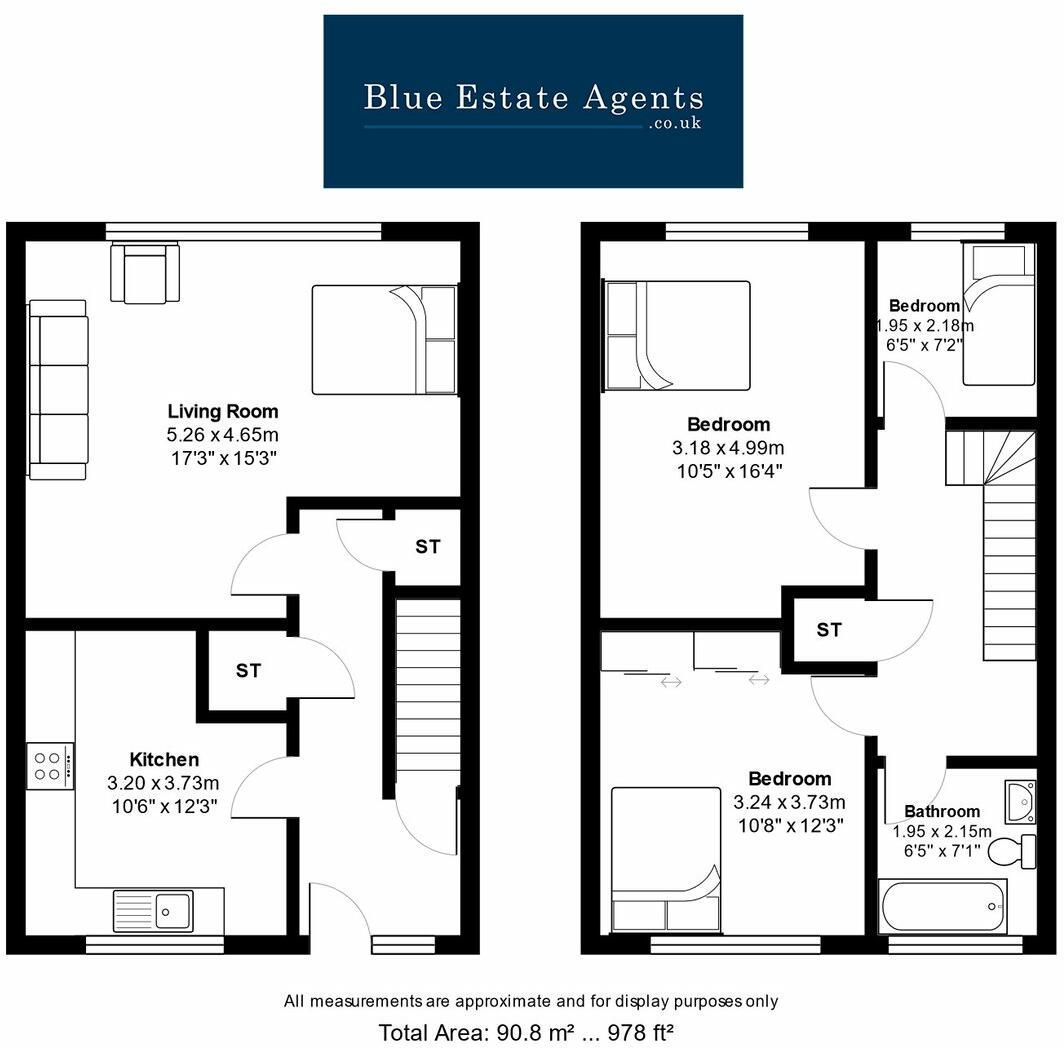 Blue Estate Agents
.co.uk
Living Room
5.26 x 4.65m
17'3" x 15'3"
ST
ST
Kitchen
3.20 x 3.73m
10'6" x 12'3"
Bedroom
3.18 x 4.99m
10'5" x 16'4"
Bedroom
1.95 x 2.18m
6'5" x 7'2"
ST
Bedroom
3.24 x 3.73m
10'8" x 12'3"
Bathroom
1.95 x 2.15m
6'5" x 7'1"
All measurements are approximate and for display purposes only
Total Area: 90.8 m² ... 978 ft²